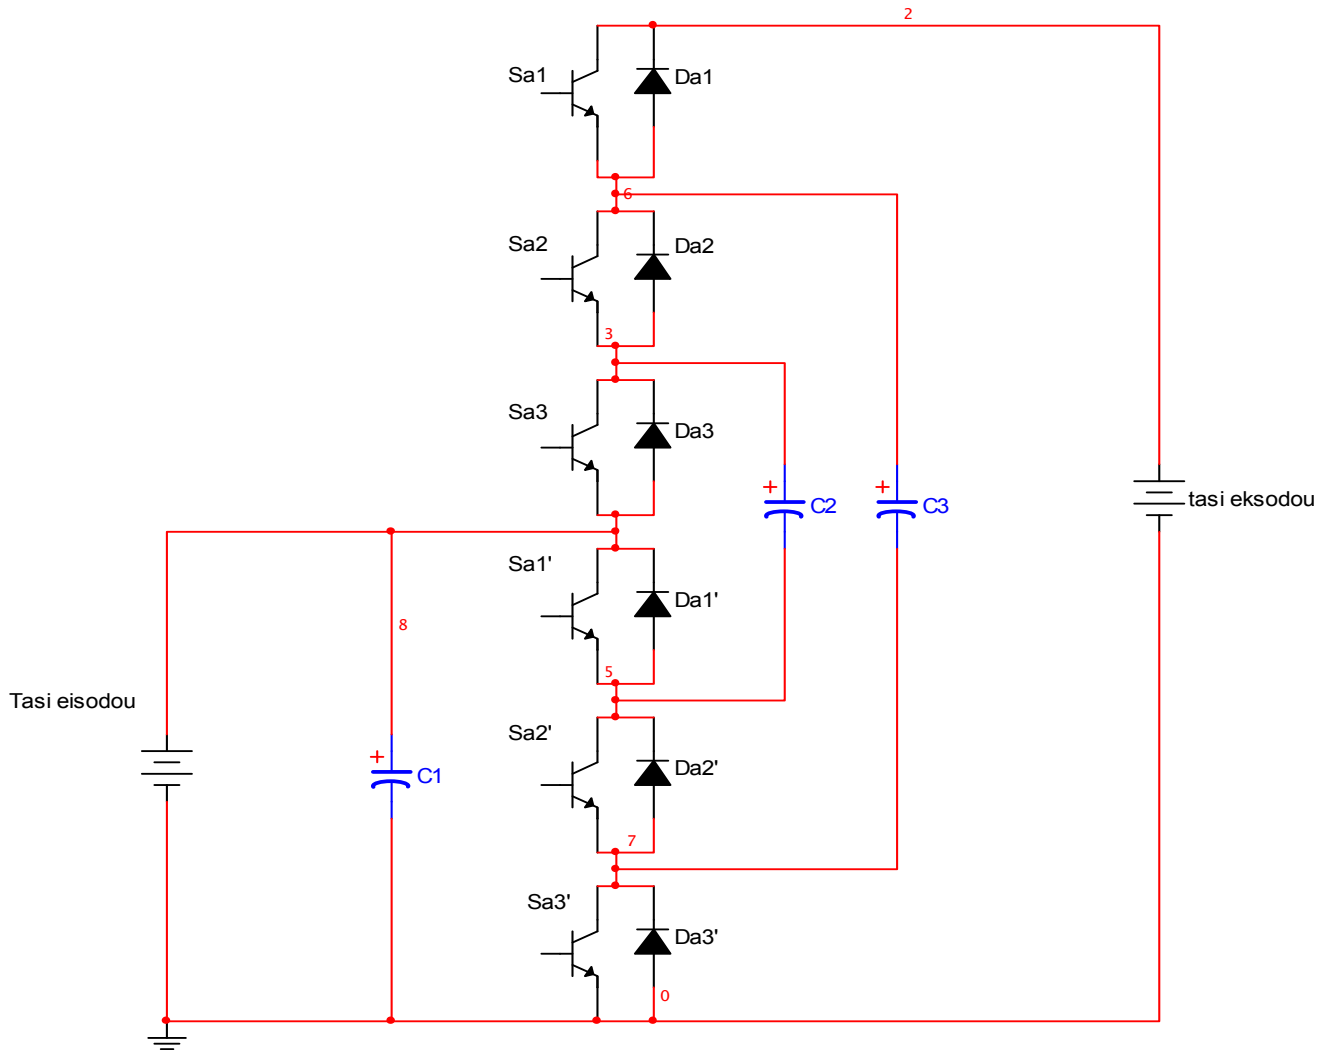 2
Sa1
Da1
6
Sa2
Da2
3
Sa3
Da3
+
C2
+
C3
tasi eksodou
Sa1'
Da1'
8
5
Tasi eisodou
Sa2'
Da2'
+
C1
7
Sa3'
Da3'
0